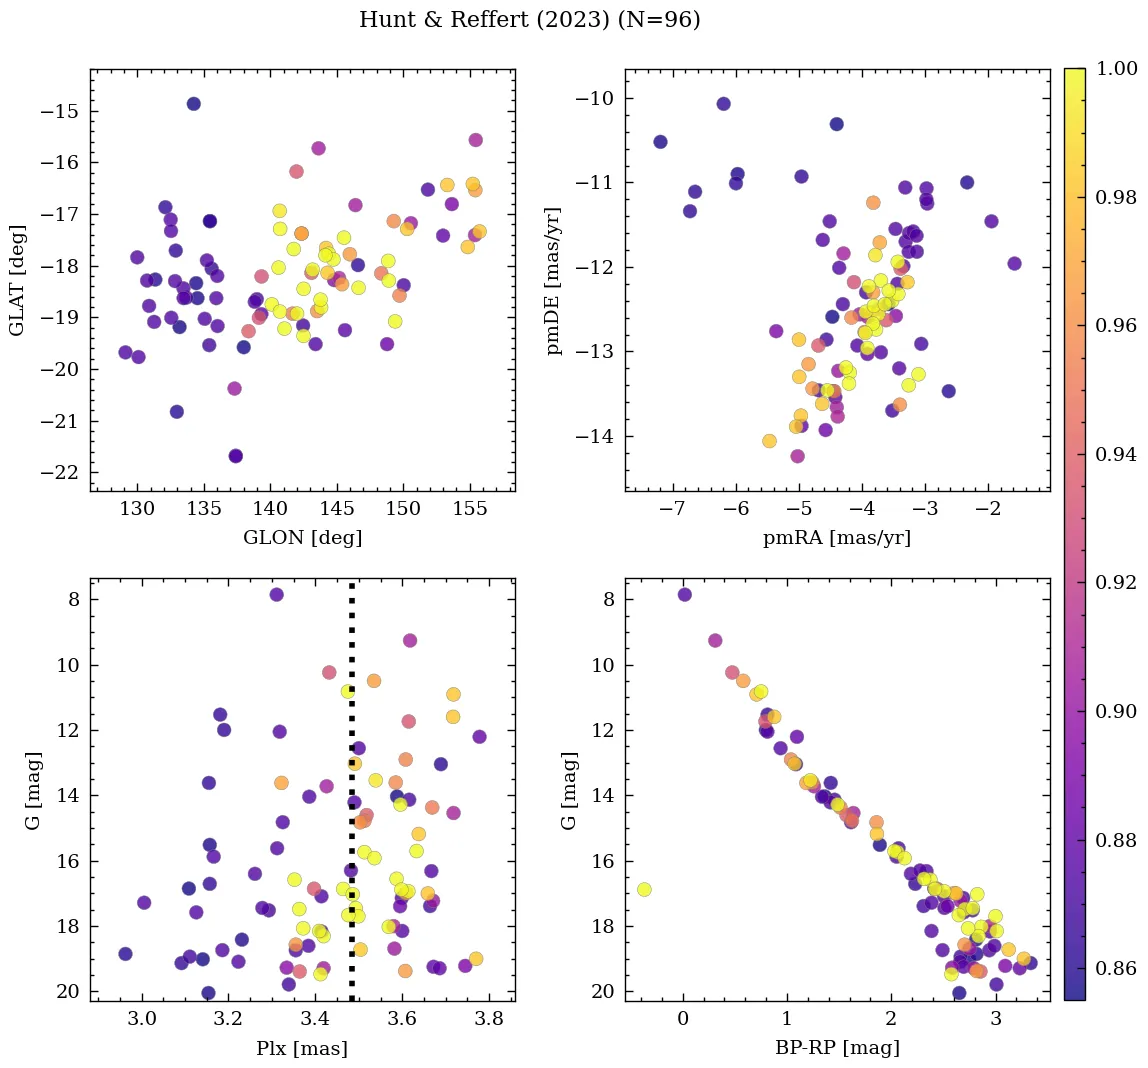 Hunt & Reffert (2023) (N=96)
−15
−16
−17
−18
−19
−20
−21
−22
GLAT [deg]
130 135 140 145 150 155
GLON [deg]
−10
−11
−12
−13
−14
pmDE [mas/yr]
−7 −6 −5 −4 −3 −2
pmRA [mas/yr]
8
10
12
14
16
18
20
G [mag]
3.0 3.2 3.4 3.6 3.8
Plx [mas]
8
10
12
14
16
18
20
G [mag]
0 1 2 3
BP-RP [mag]
1.00
0.98
0.96
0.94
0.92
0.90
0.88
0.86